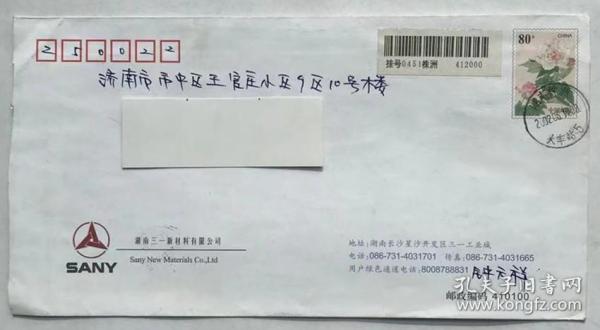 250022
80分
CHINA
挂号0451株洲 412000
济南市市中区王官庄小区9区10号楼
SANY
湖南三一新材料有限公司
Sany New Materials Co.,Ltd
地址:湖南长沙星沙开发区三一工业城
电话:086-731-4031701 传真:086-731-4031665
用户绿色通道电话:8008788831
邮政编码 410100
孔夫子旧书网
kongfz.com